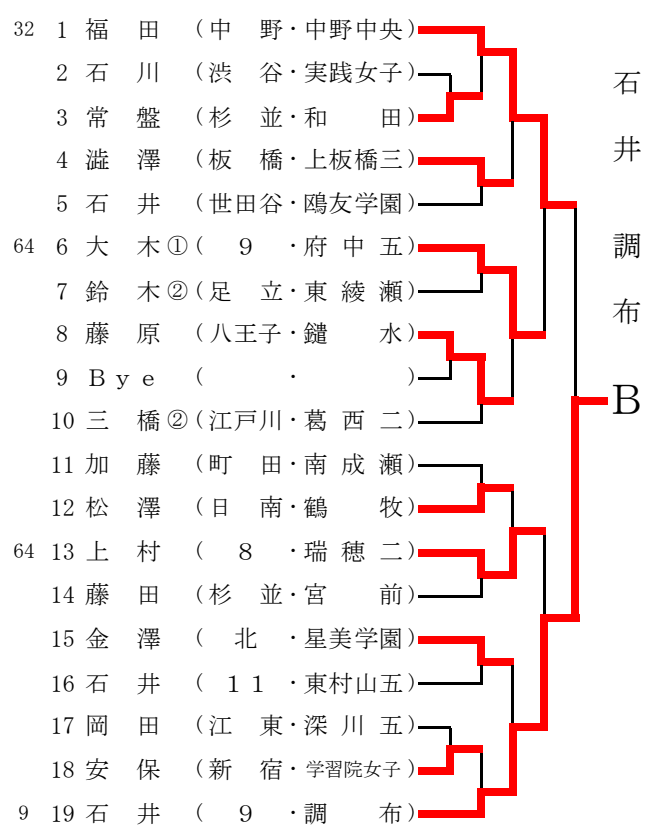 32 1 福 田 （中 野・中野中央）
2 石 川 （渋 谷・実践女子）
3 常 盤 （杉 並・和 田）
4 澁 澤 （板 橋・上板橋三）
5 石 井 （世田谷・鴎友学園）
64 6 大 木①（ ９ ・府 中 五）
7 鈴 木②（足 立・東 綾 瀬）
8 藤 原 （八王子・鑓 水）
9 Ｂｙｅ （ ・ ）
10 三 橋②（江戸川・葛 西 二）
11 加 藤 （町 田・南 成 瀬）
12 松 澤 （日 南・鶴 牧）
64 13 上 村 （ ８ ・瑞 穂 二）
14 藤 田 （杉 並・宮 前）
15 金 澤 （ 北 ・星美学園）
16 石 井 （ １１ ・東村山五）
17 岡 田 （江 東・深 川 五）
18 安 保 （新 宿・学習院女子）
9 19 石 井 （ ９ ・調 布）
石井 調布
Ｂ